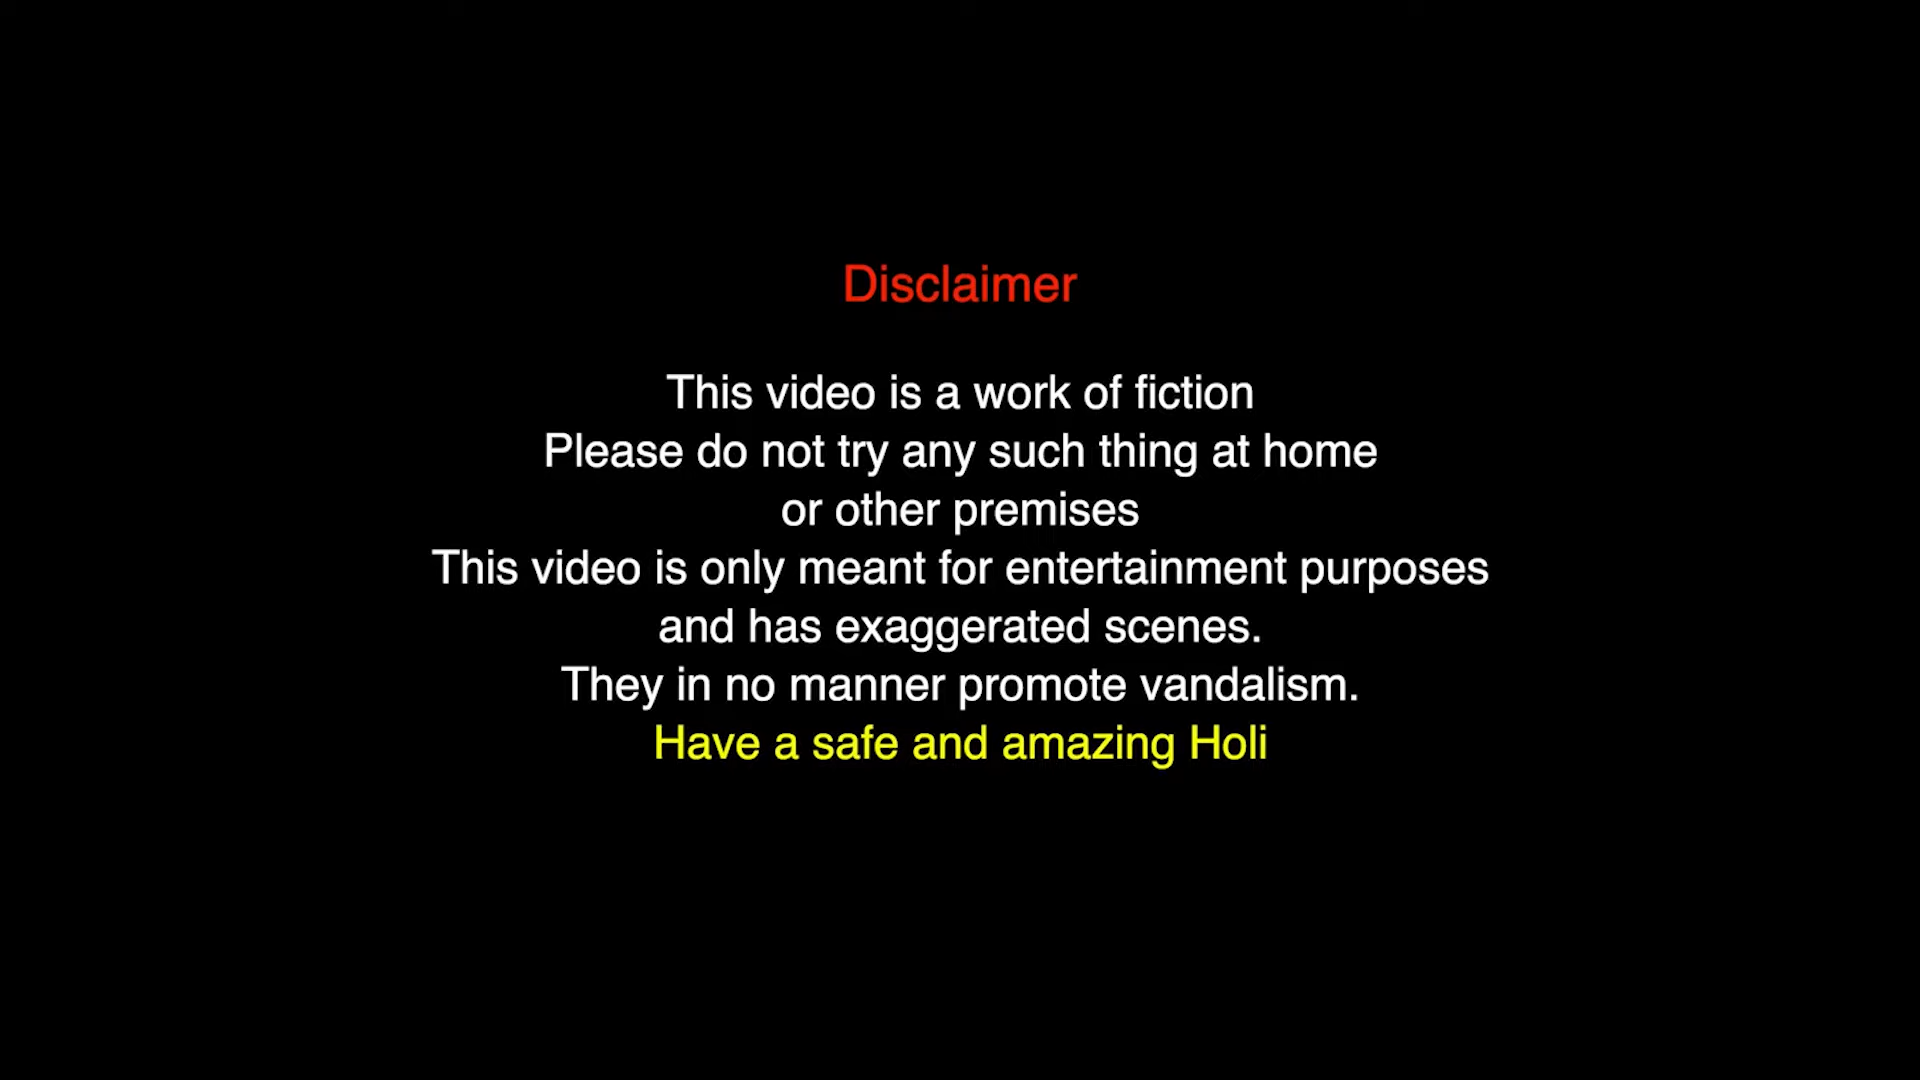 Disclaimer
This video is a work of fiction
Please do not try any such thing at home
or other premises
This video is only meant for entertainment purposes
and has exaggerated scenes.
They in no manner promote vandalism.
Have a safe and amazing Holi